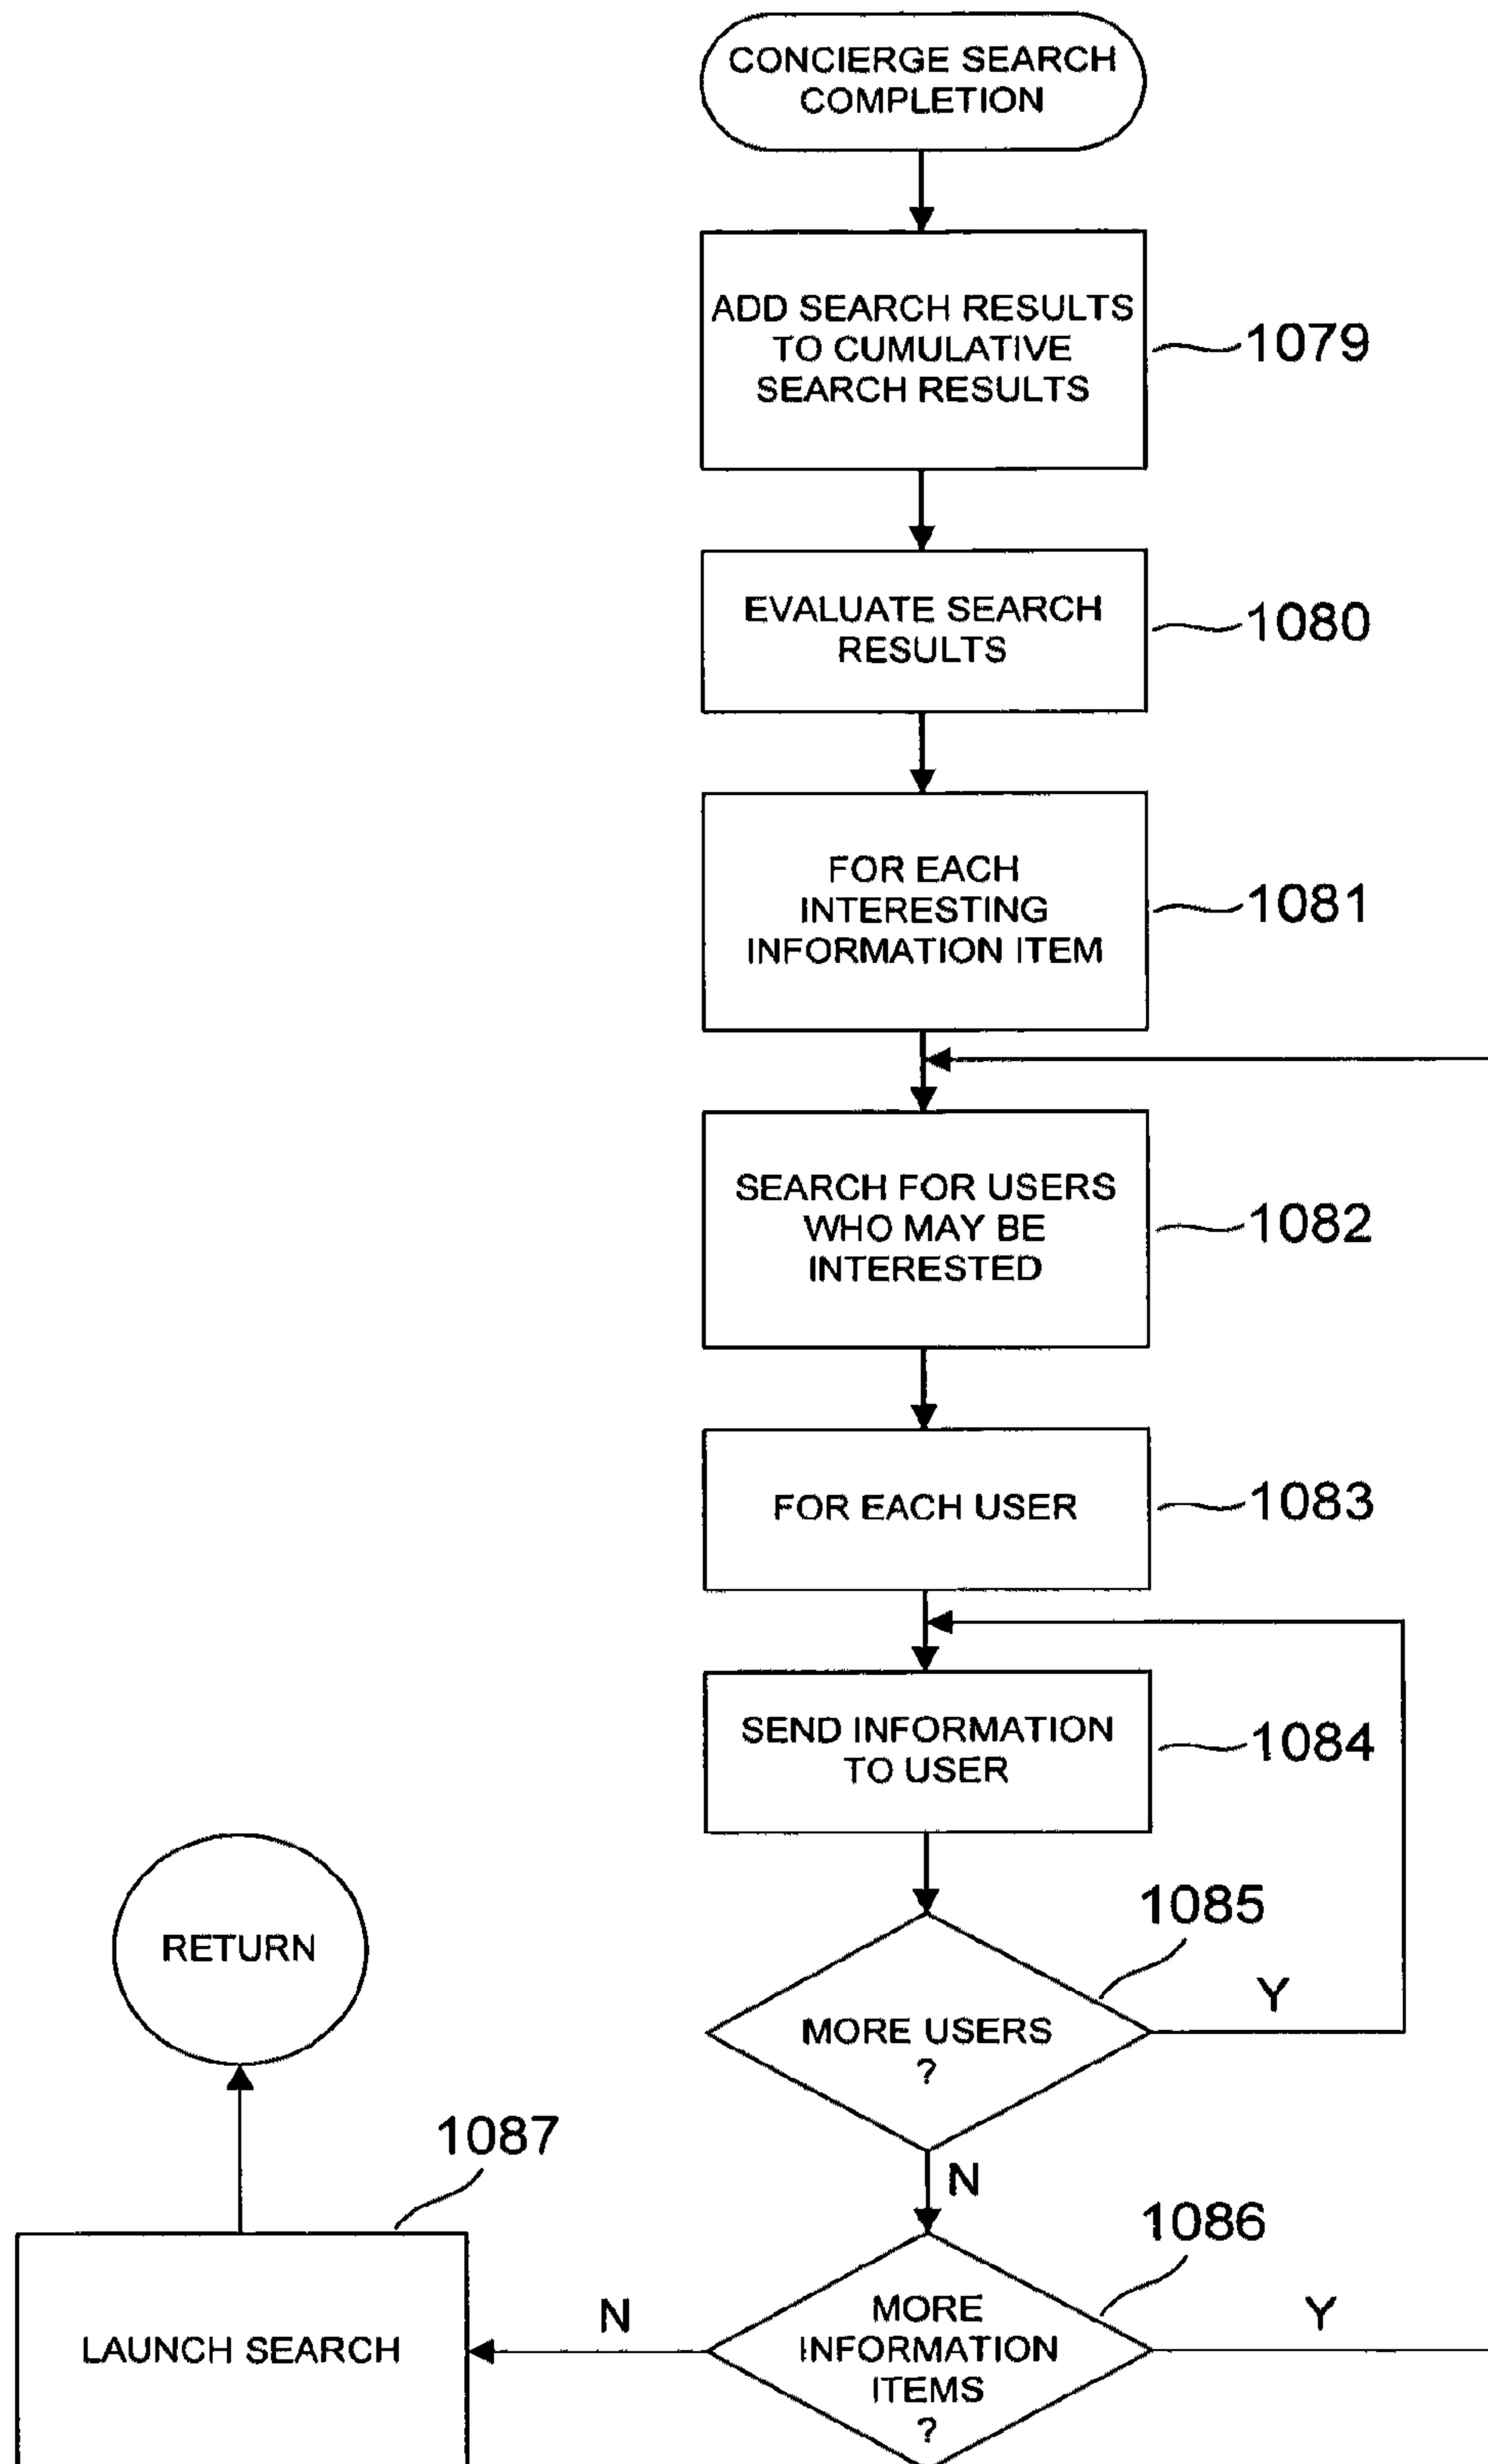 CONCIERGE SEARCH
COMPLETION
ADD SEARCH RESULTS
TO CUMULATIVE
SEARCH RESULTS
1079
EVALUATE SEARCH
RESULTS
1080
FOR EACH
INTERESTING
INFORMATION ITEM
1081
SEARCH FOR USERS
WHO MAY BE
INTERESTED
1082
FOR EACH USER
1083
SEND INFORMATION
TO USER
1084
1085
MORE USERS
?
Y
N
1086
MORE
INFORMATION
ITEMS
?
Y
N
1087
LAUNCH SEARCH
RETURN